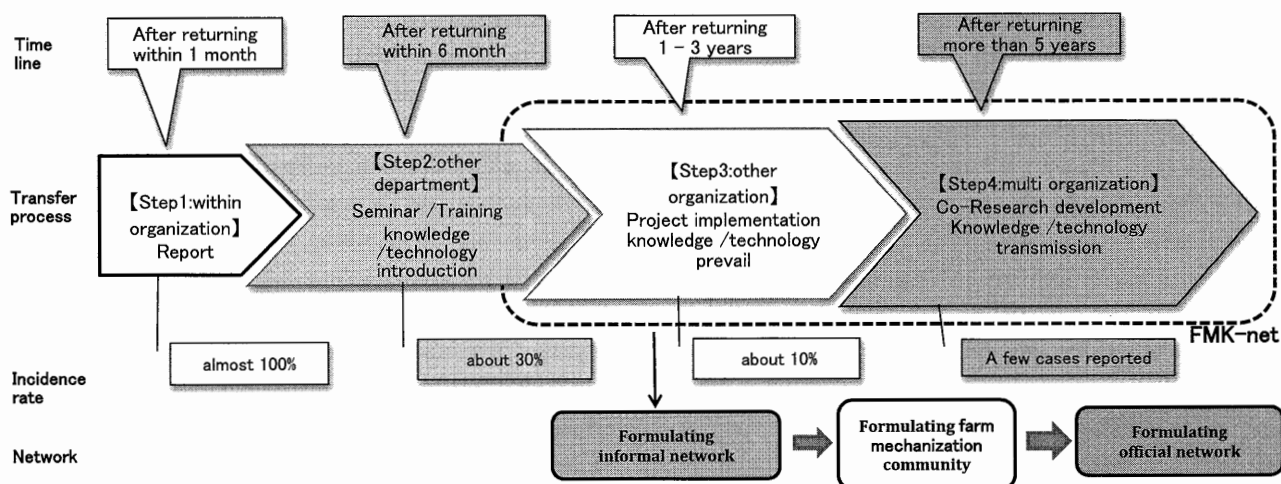 Time
line
After returning
within 1 month
After returning
within 6 month
After returning
1 – 3 years
After returning
more than 5 years
Transfer
process
【Step1:within
organization】
Report
【Step2:other
department】
Seminar /Training
knowledge
/technology
introduction
【Step3:other
organization】
Project implementation
knowledge /technology
prevail
【Step4:multi organization】
Co-Research development
Knowledge /technology
transmission
FMK-net
Incidence
rate
almost 100%
about 30%
about 10%
A few cases reported
Network
Formulating
informal network
Formulating farm
mechanization
community
Formulating
official network